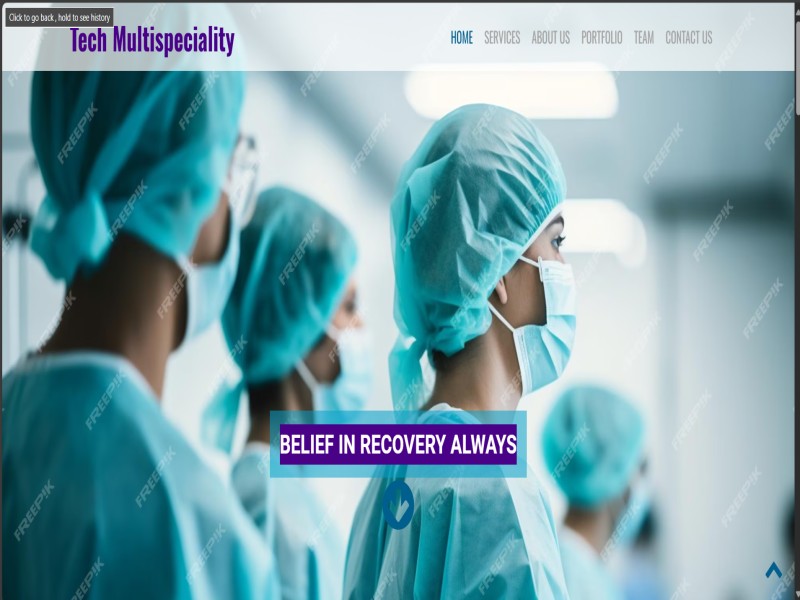 Click to go back, hold to see history
Tech Multispeciality
HOME SERVICES ABOUT US PORTFOLIO TEAM CONTACT US
BELIEF IN RECOVERY ALWAYS
FREEPIK